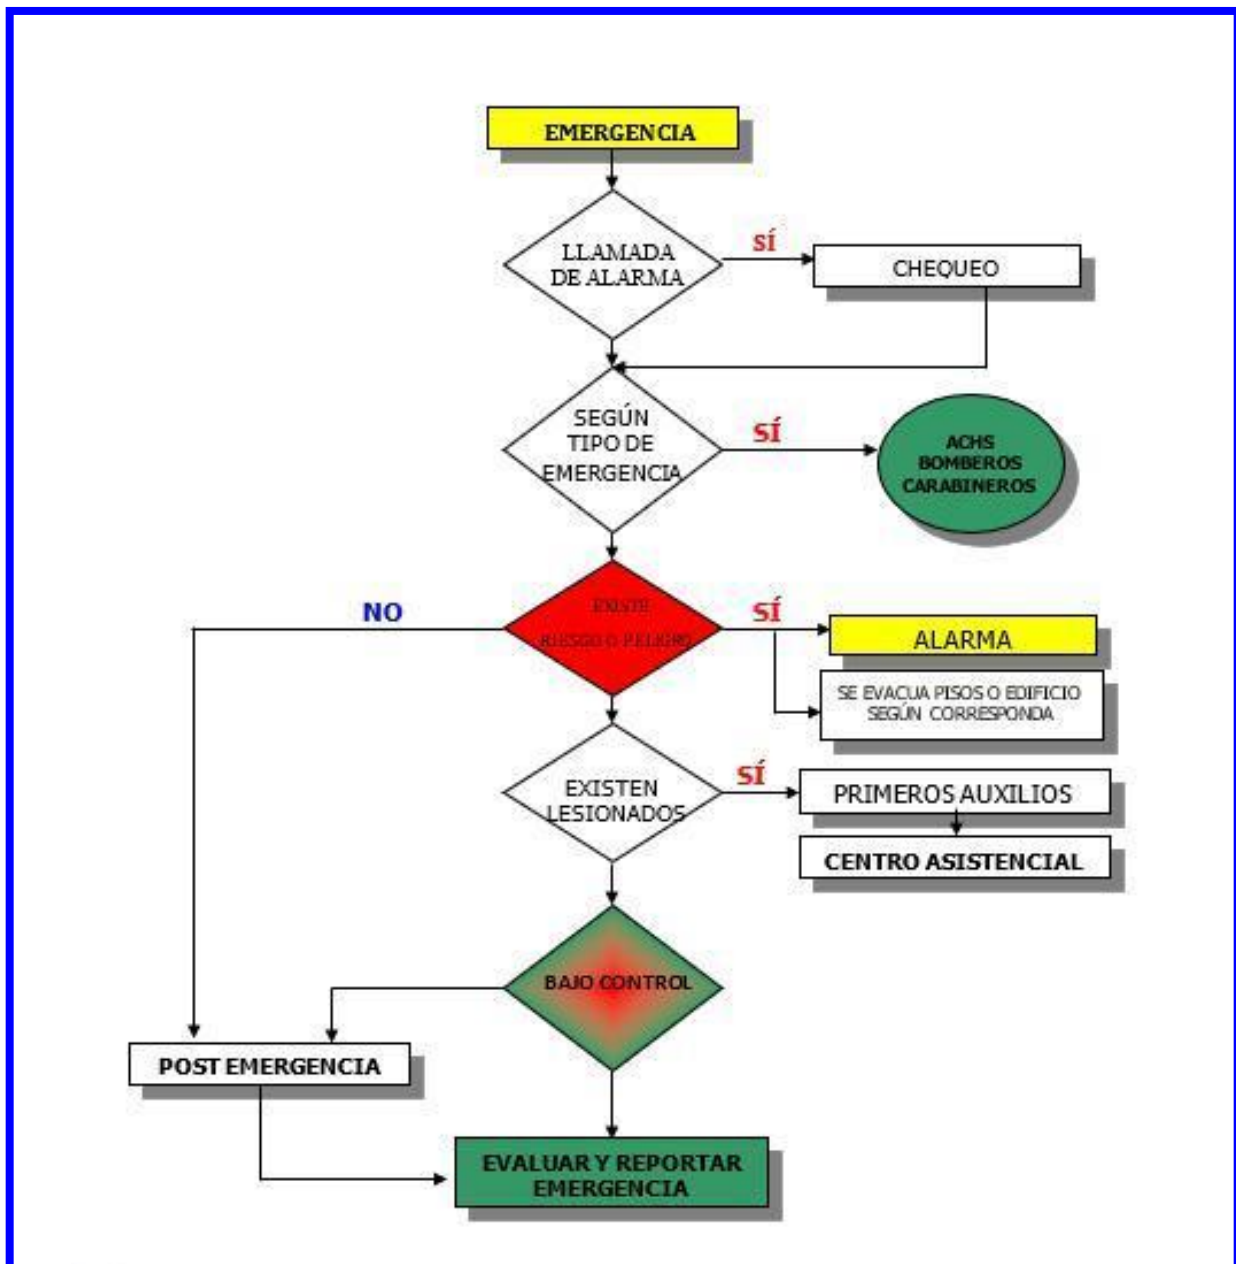 EMERGENCIA
LLAMADA
DE ALARMA
SÍ
CHEQUEO
SEGÚN
TIPO DE
EMERGENCIA
SÍ
ACHS
BOMBEROS
CARABINEROS
NO
EXISTE
RIESGO O PELIGRO
SÍ
ALARMA
SE EVACUA PISOS O EDIFICIO
SEGÚN CORRESPONDA
EXISTEN
LESIONADOS
SÍ
PRIMEROS AUXILIOS
CENTRO ASISTENCIAL
BAJO CONTROL
POST EMERGENCIA
EVALUAR Y REPORTAR
EMERGENCIA